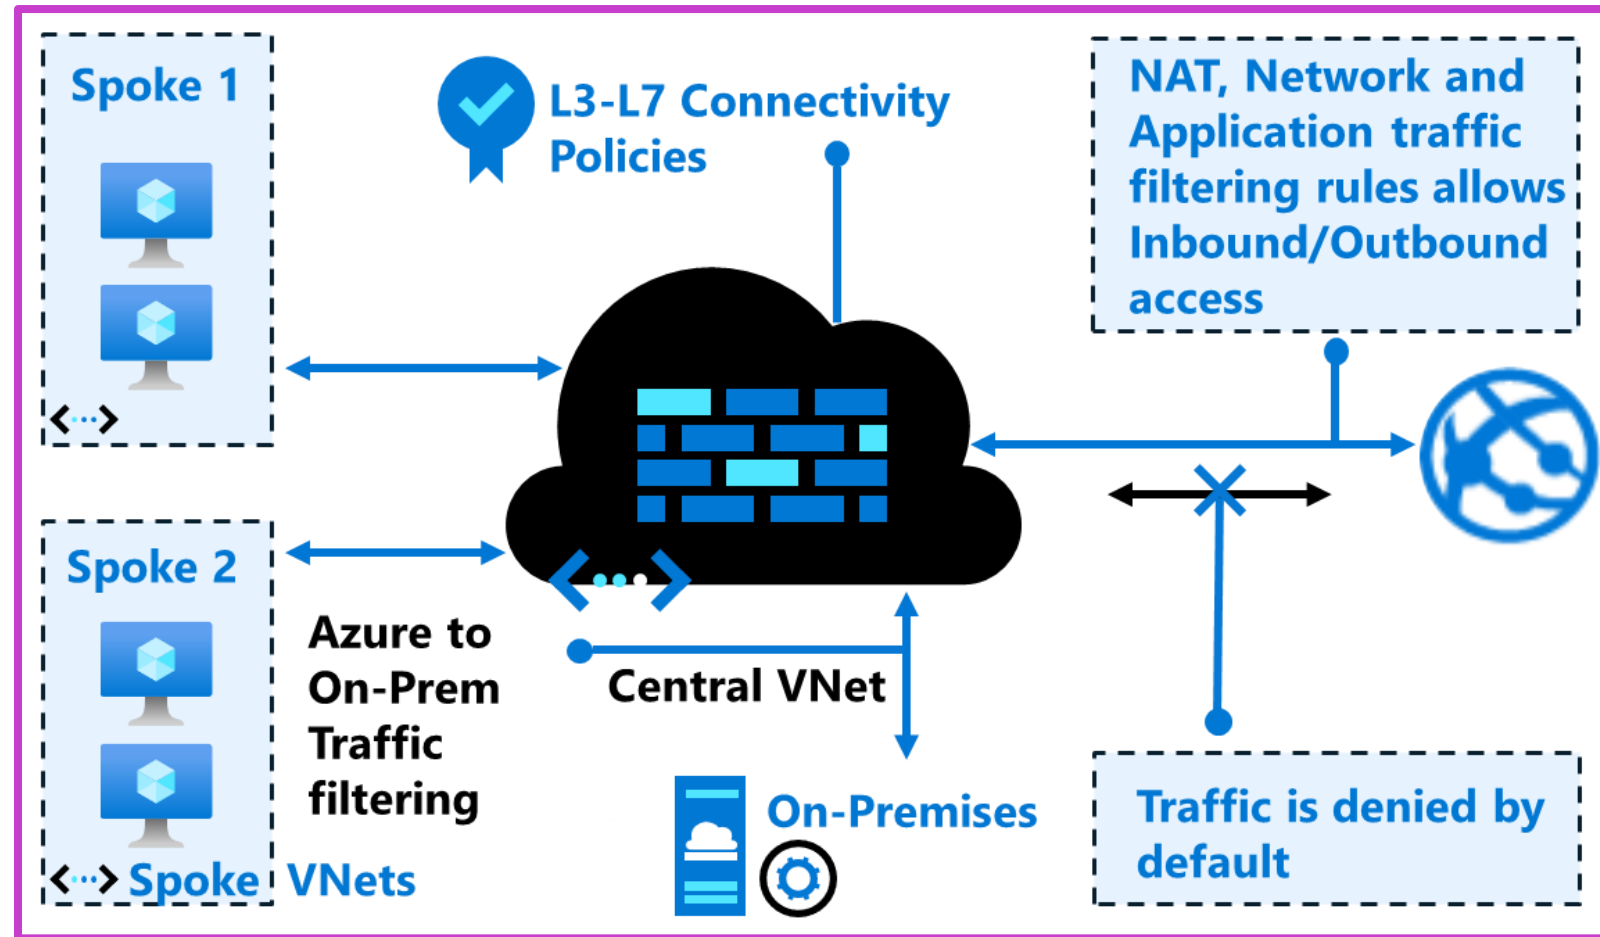 Spoke 1
L3-L7 Connectivity
Policies
NAT, Network and
Application traffic
filtering rules allows
Inbound/Outbound
access
Spoke 2
Azure to
On-Prem
Traffic
filtering
Central VNet
Spoke VNets
On-Premises
Traffic is denied by
default